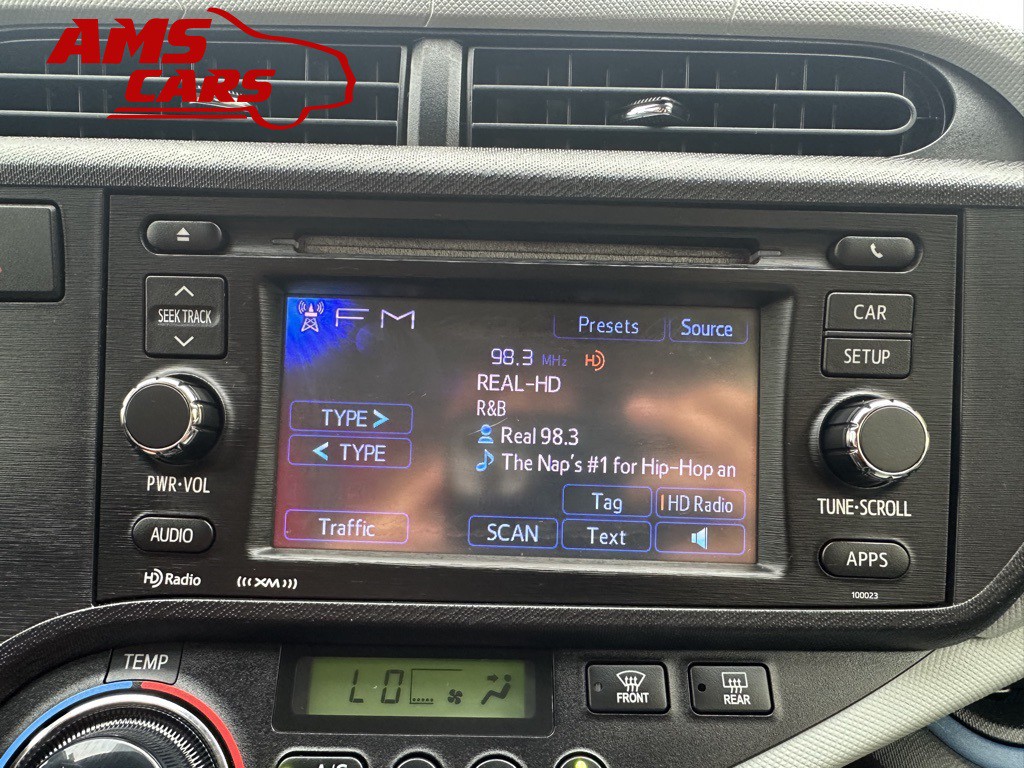 AMS
CARS
SEEK TRACK
PWR·VOL
AUDIO
HD Radio
(((XM)))
FM
Presets
Source
98.3 MHz HD
REAL-HD
R&B
TYPE >
Real 98.3
< TYPE
The Nap's #1 for Hip-Hop an
Tag
HD Radio
Traffic
SCAN
Text
CAR
SETUP
TUNE·SCROLL
APPS
100023
TEMP
LO
FRONT
REAR
A/C